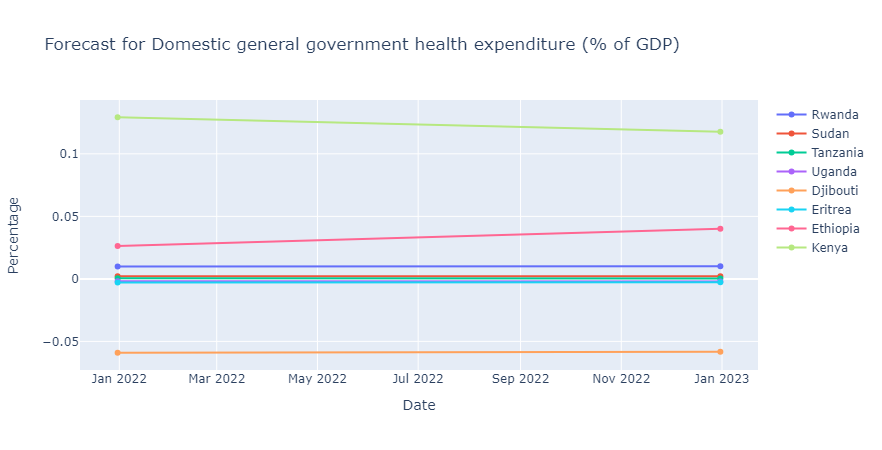 Forecast for Domestic general government health expenditure (% of GDP)
0.1
0.05
0
−0.05
Percentage
Jan 2022
Mar 2022
May 2022
Jul 2022
Sep 2022
Nov 2022
Jan 2023
Date
Rwanda
Sudan
Tanzania
Uganda
Djibouti
Eritrea
Ethiopia
Kenya